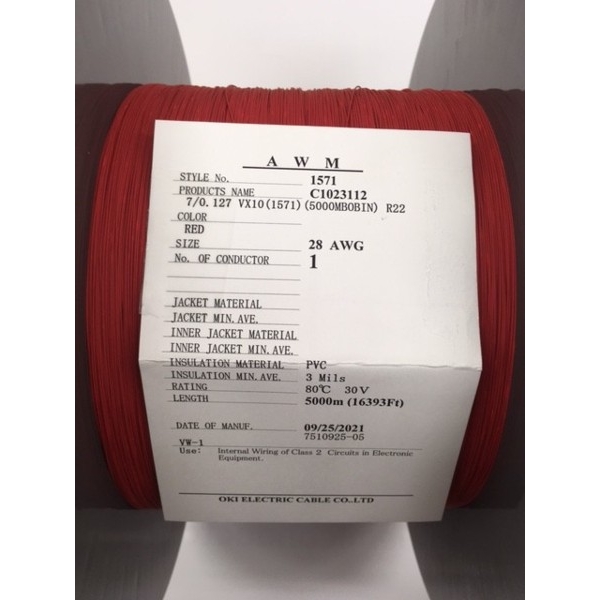 A W M
STYLE No. 1571
PRODUCTS NAME C1023112
7/0.127 VX10(1571)(5000MBOBIN) R22
COLOR
RED
SIZE 28 AWG
No. OF CONDUCTOR 1
JACKET MATERIAL
JACKET MIN.AVE.
INNER JACKET MATERIAL
INNER JACKET MIN.AVE.
INSULATION MATERIAL PVC
INSULATION MIN.AVE. 3 Mils
RATING 80℃ 30V
LENGTH 5000m (16393Ft)
DATE OF MANUF. 09/25/2021
7510925-05
VW-1
Use: Internal Wiring of Class 2 Circuits in Electronic
Equipment.
OKI ELECTRIC CABLE CO.,LTD